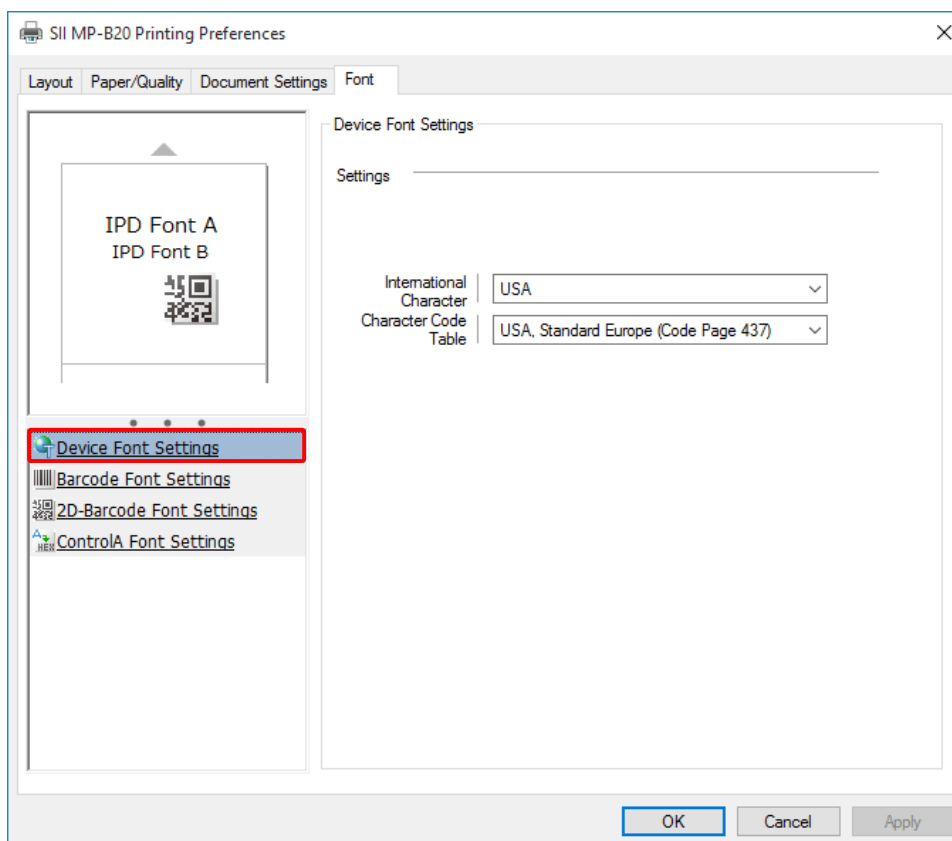 SII MP-B20 Printing Preferences
Layout
Paper/Quality
Document Settings
Font
IPD Font A
IPD Font B
Device Font Settings
Barcode Font Settings
2D-Barcode Font Settings
HEX
ControlA Font Settings
Device Font Settings
Settings
International
Character
USA
Character Code
Table
USA, Standard Europe (Code Page 437)
OK
Cancel
Apply